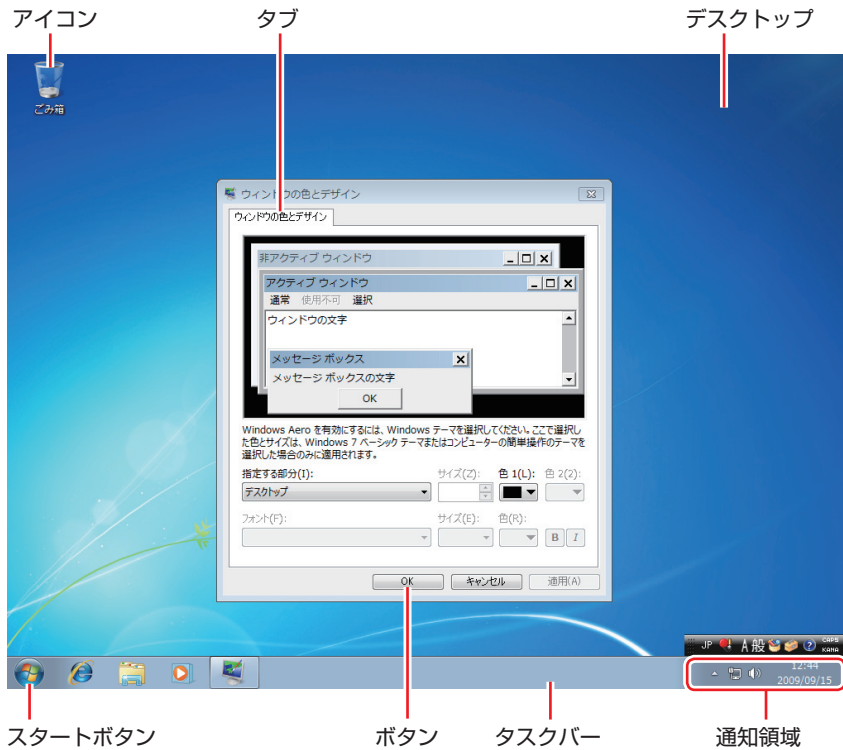 アイコン
タブ
デスクトップ
ごみ箱
ウィンドウの色とデザイン
ウィンドウの色とデザイン
非アクティブ ウィンドウ
アクティブ ウィンドウ
通常 使用不可 選択
ウィンドウの文字
メッセージ ボックス
メッセージ ボックスの文字
OK
Windows Aero を有効にするには、Windows テーマを選択してください。ここで選択し
た色とサイズは、Windows 7 ベーシック テーマまたはコンピューターの簡単操作のテーマを
選択した場合のみに適用されます。
指定する部分(I): サイズ(Z): 色 1(L): 色 2(2):
デスクトップ
フォント(F): サイズ(E): 色(R):
B I
OK キャンセル 適用(A)
JP A 般 CAPS
KANA
12:44
2009/09/15
スタートボタン
ボタン
タスクバー
通知領域